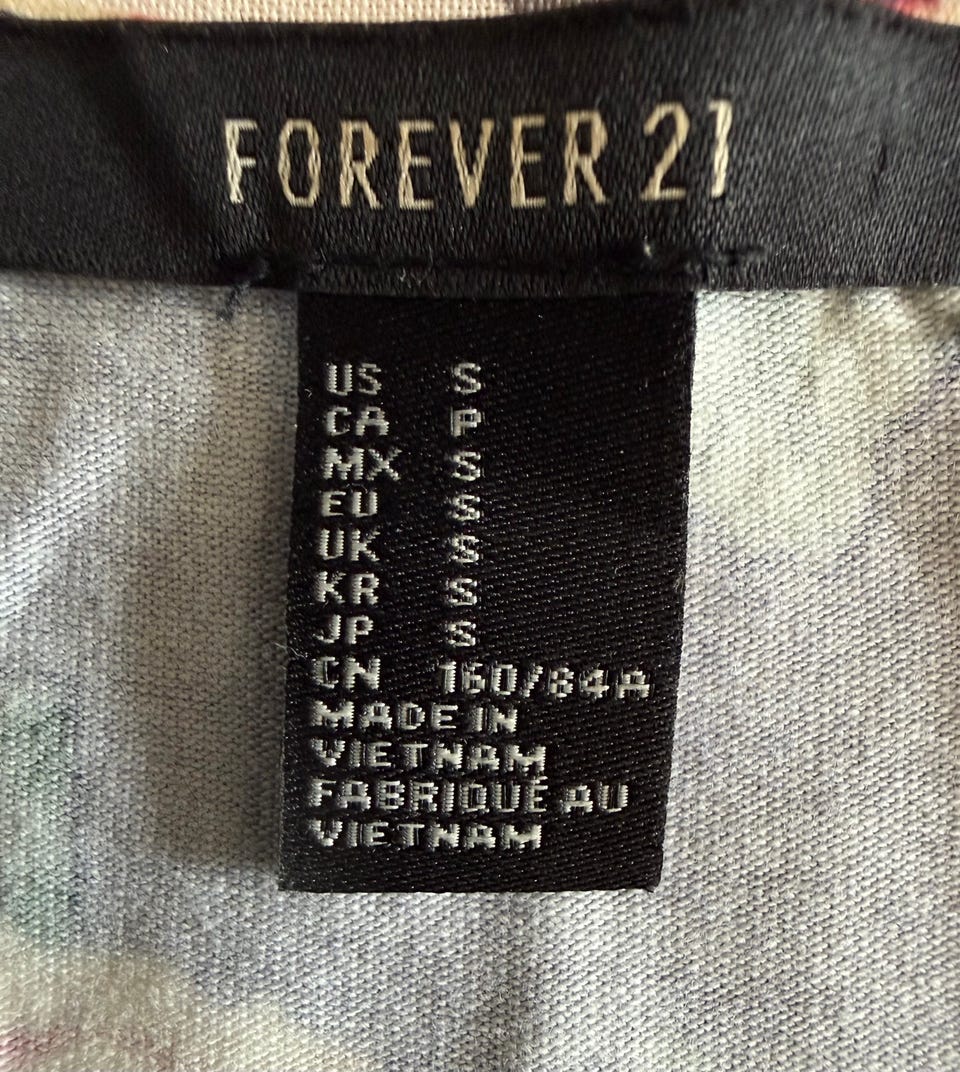 FOREVER 21
US S
CA P
MX S
EU S
UK S
KR S
JP S
CN 160/84A
MADE IN
VIETNAM
FABRIQUÉ AU
VIETNAM